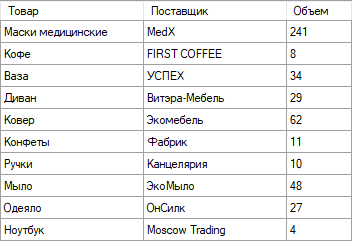 Товар Поставщик Объем
Маски медицинские MedX 241
Кофе FIRST COFFEE 8
Ваза УСПЕХ 34
Диван Витэра-Мебель 29
Ковер Экомебель 62
Конфеты Фабрик 11
Ручки Канцелярия 10
Мыло ЭкоМыло 48
Одеяло ОнСилк 27
Ноутбук Moscow Trading 4